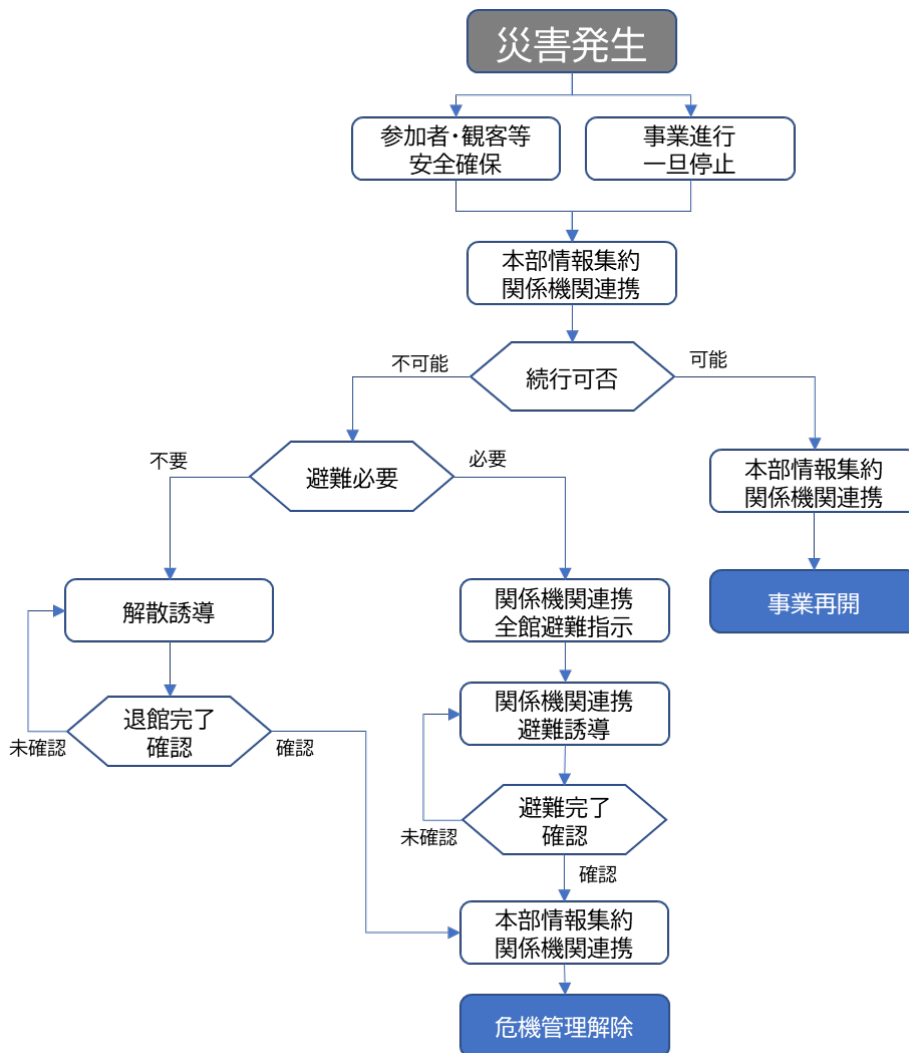 災害発生
参加者・観客等
安全確保
事業進行
一旦停止
本部情報集約
関係機関連携
続行可否
不可能
可能
避難必要
不要
必要
本部情報集約
関係機関連携
事業再開
解散誘導
関係機関連携
全館避難指示
退館完了
確認
未確認
確認
関係機関連携
避難誘導
避難完了
確認
未確認
確認
本部情報集約
関係機関連携
危機管理解除